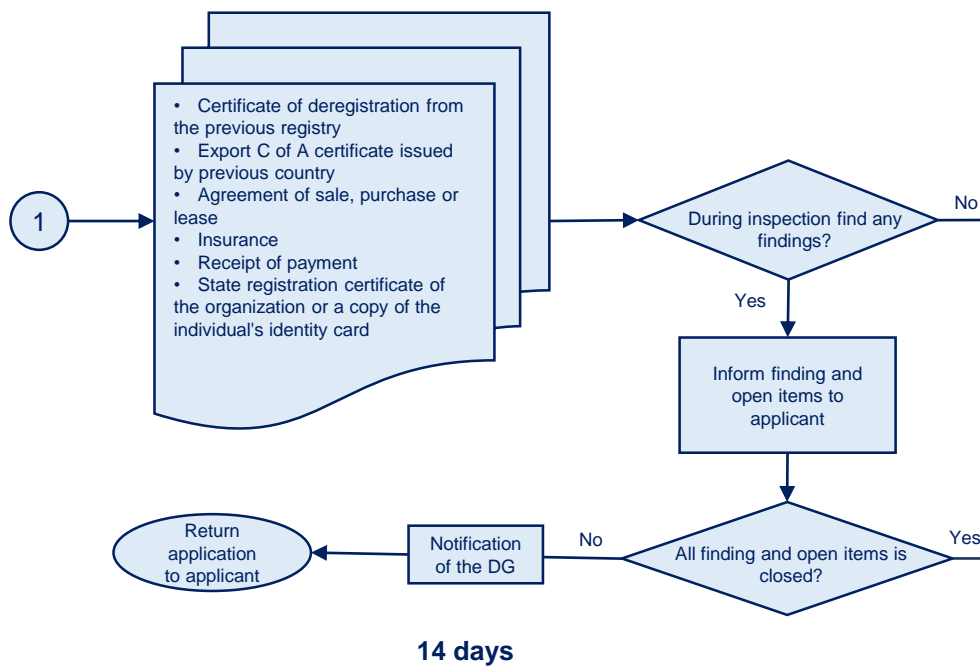 1
• Certificate of deregistration from
the previous registry
• Export C of A certificate issued
by previous country
• Agreement of sale, purchase or
lease
• Insurance
• Receipt of payment
• State registration certificate of
the organization or a copy of the
individual's identity card
During inspection find any
findings?
No
Yes
Inform finding and
open items to
applicant
All finding and open items is
closed?
Yes
No
Notification
of the DG
Return
application
to applicant
14 days